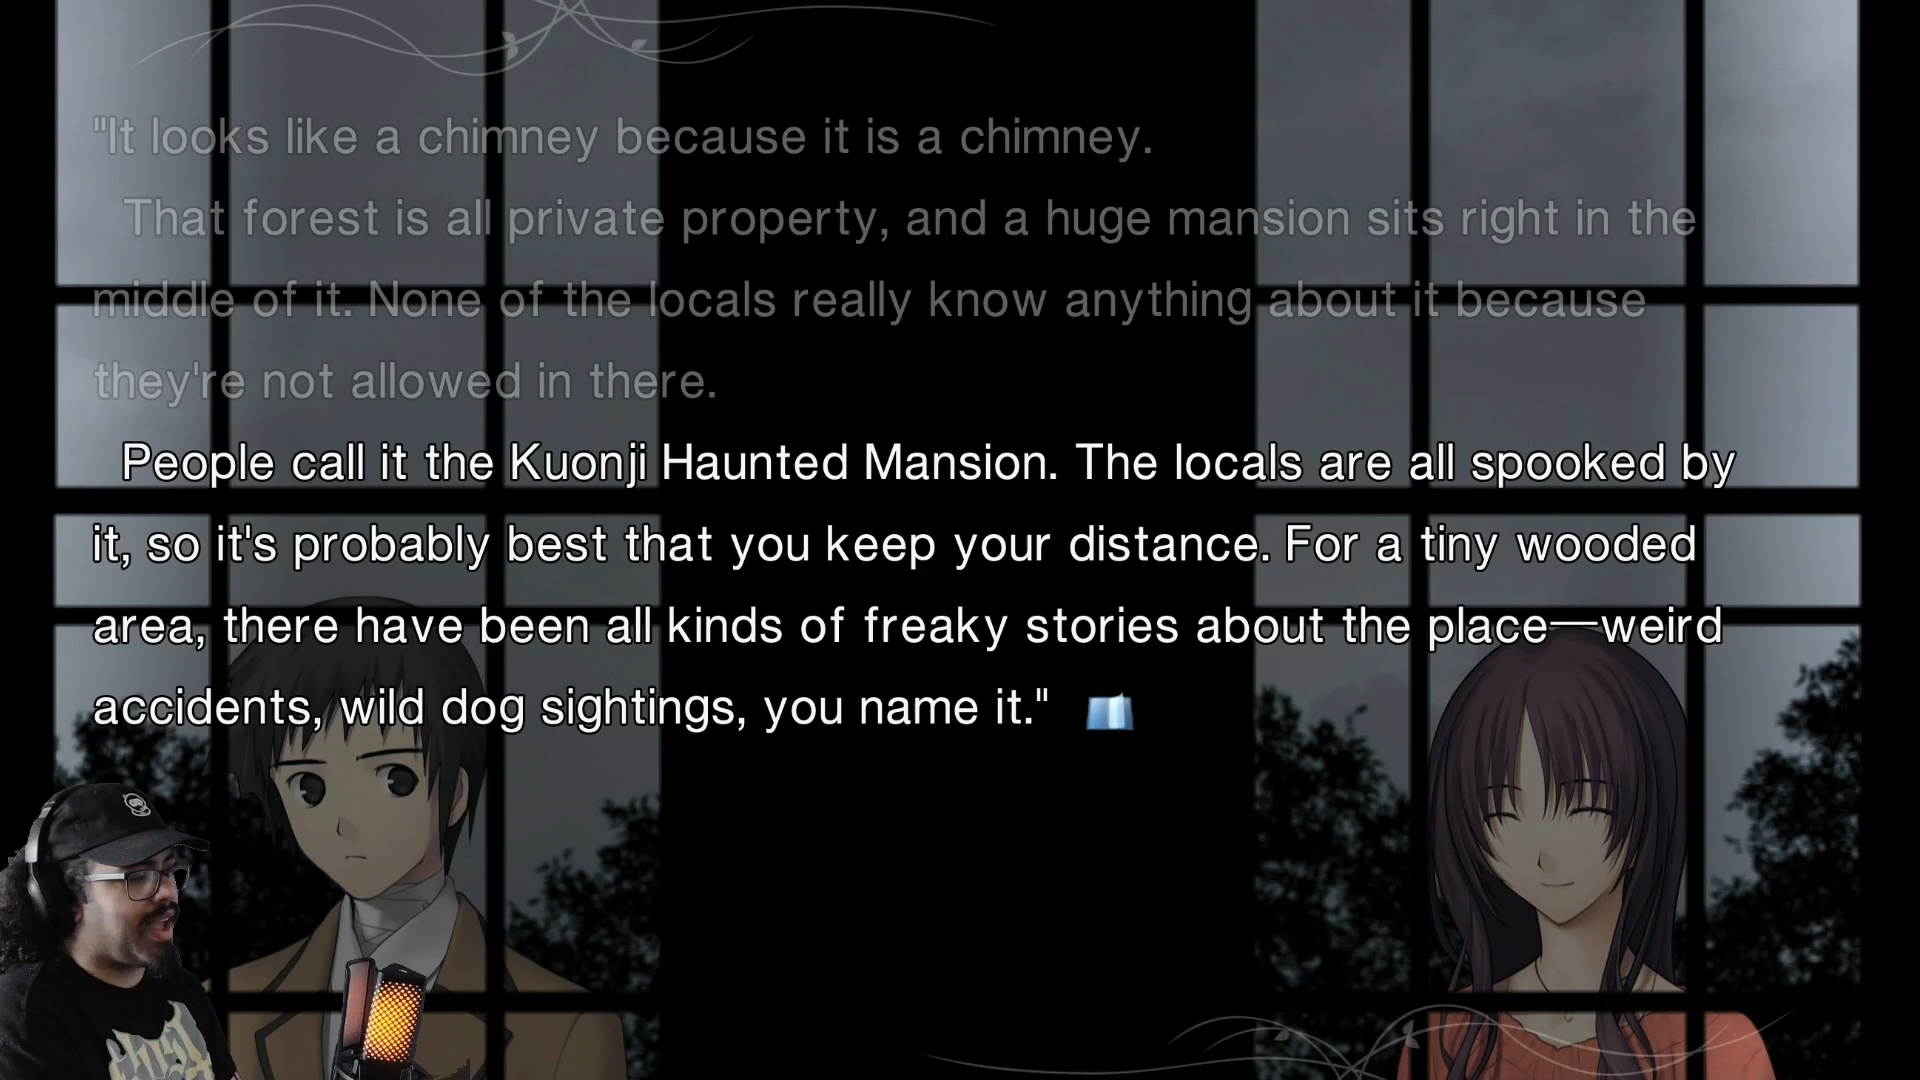 "It looks like a chimney because it is a chimney.
That forest is all private property, and a huge mansion sits right in the
middle of it. None of the locals really know anything about it because
they're not allowed in there.
People call it the Kuonji Haunted Mansion. The locals are all spooked by
it, so it's probably best that you keep your distance. For a tiny wooded
area, there have been all kinds of freaky stories about the place—weird
accidents, wild dog sightings, you name it."